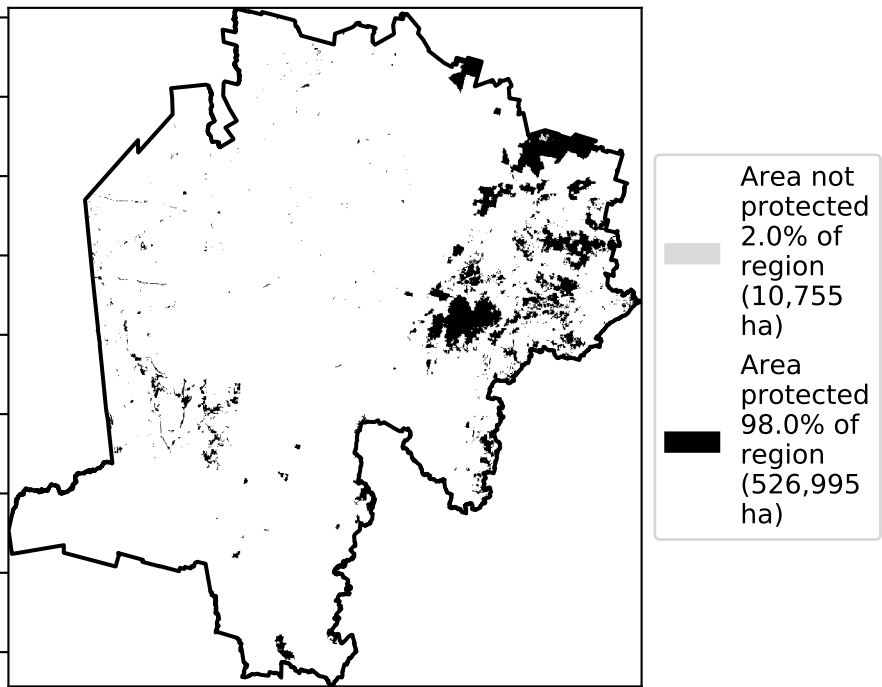 Area not
protected
2.0% of
region
(10,755
ha)
Area
protected
98.0% of
region
(526,995
ha)